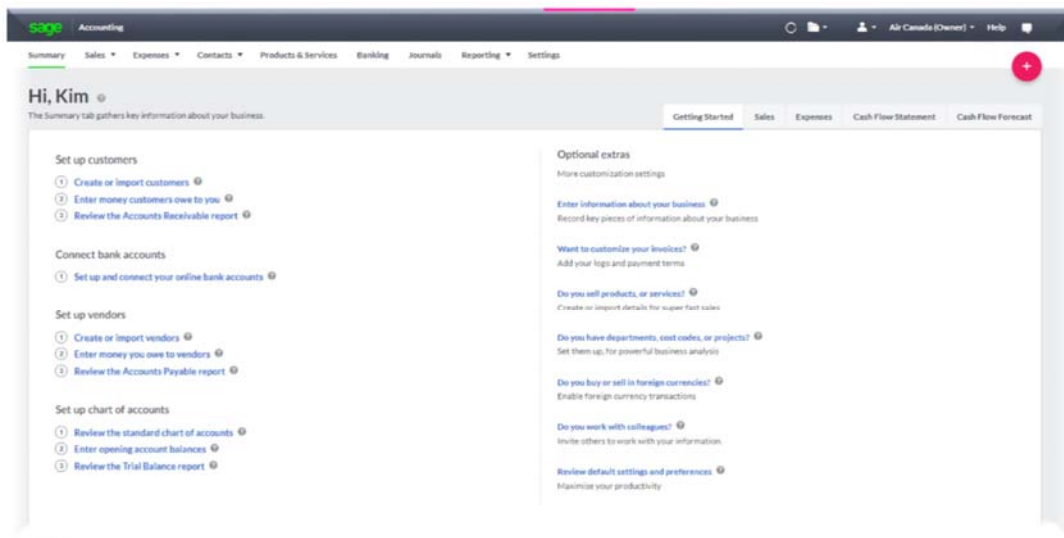 sage Accounting Air Canada (Owner) Help
Summary Sales Expenses Contacts Products & Services Banking Journals Reporting Settings
+
Hi, Kim
The Summary tab gathers key information about your business.
Getting Started Sales Expenses Cash Flow Statement Cash Flow Forecast
Set up customers
1 Create or import customers
2 Enter money customers owe to you
3 Review the Accounts Receivable report
Connect bank accounts
1 Set up and connect your online bank accounts
Set up vendors
1 Create or import vendors
2 Enter money you owe to vendors
3 Review the Accounts Payable report
Set up chart of accounts
1 Review the standard chart of accounts
2 Enter opening account balances
3 Review the Trial Balance report
Optional extras
More customization settings
Enter information about your business
Record key pieces of information about your business
Want to customize your invoices?
Add your logo and payment terms
Do you sell products, or services?
Create or import details for super fast sales
Do you have departments, cost codes, or projects?
Set them up, for powerful business analysis
Do you buy or sell in foreign currencies?
Enable foreign currency transactions
Do you work with colleagues?
Invite others to work with your information
Review default settings and preferences
Maximise your productivity